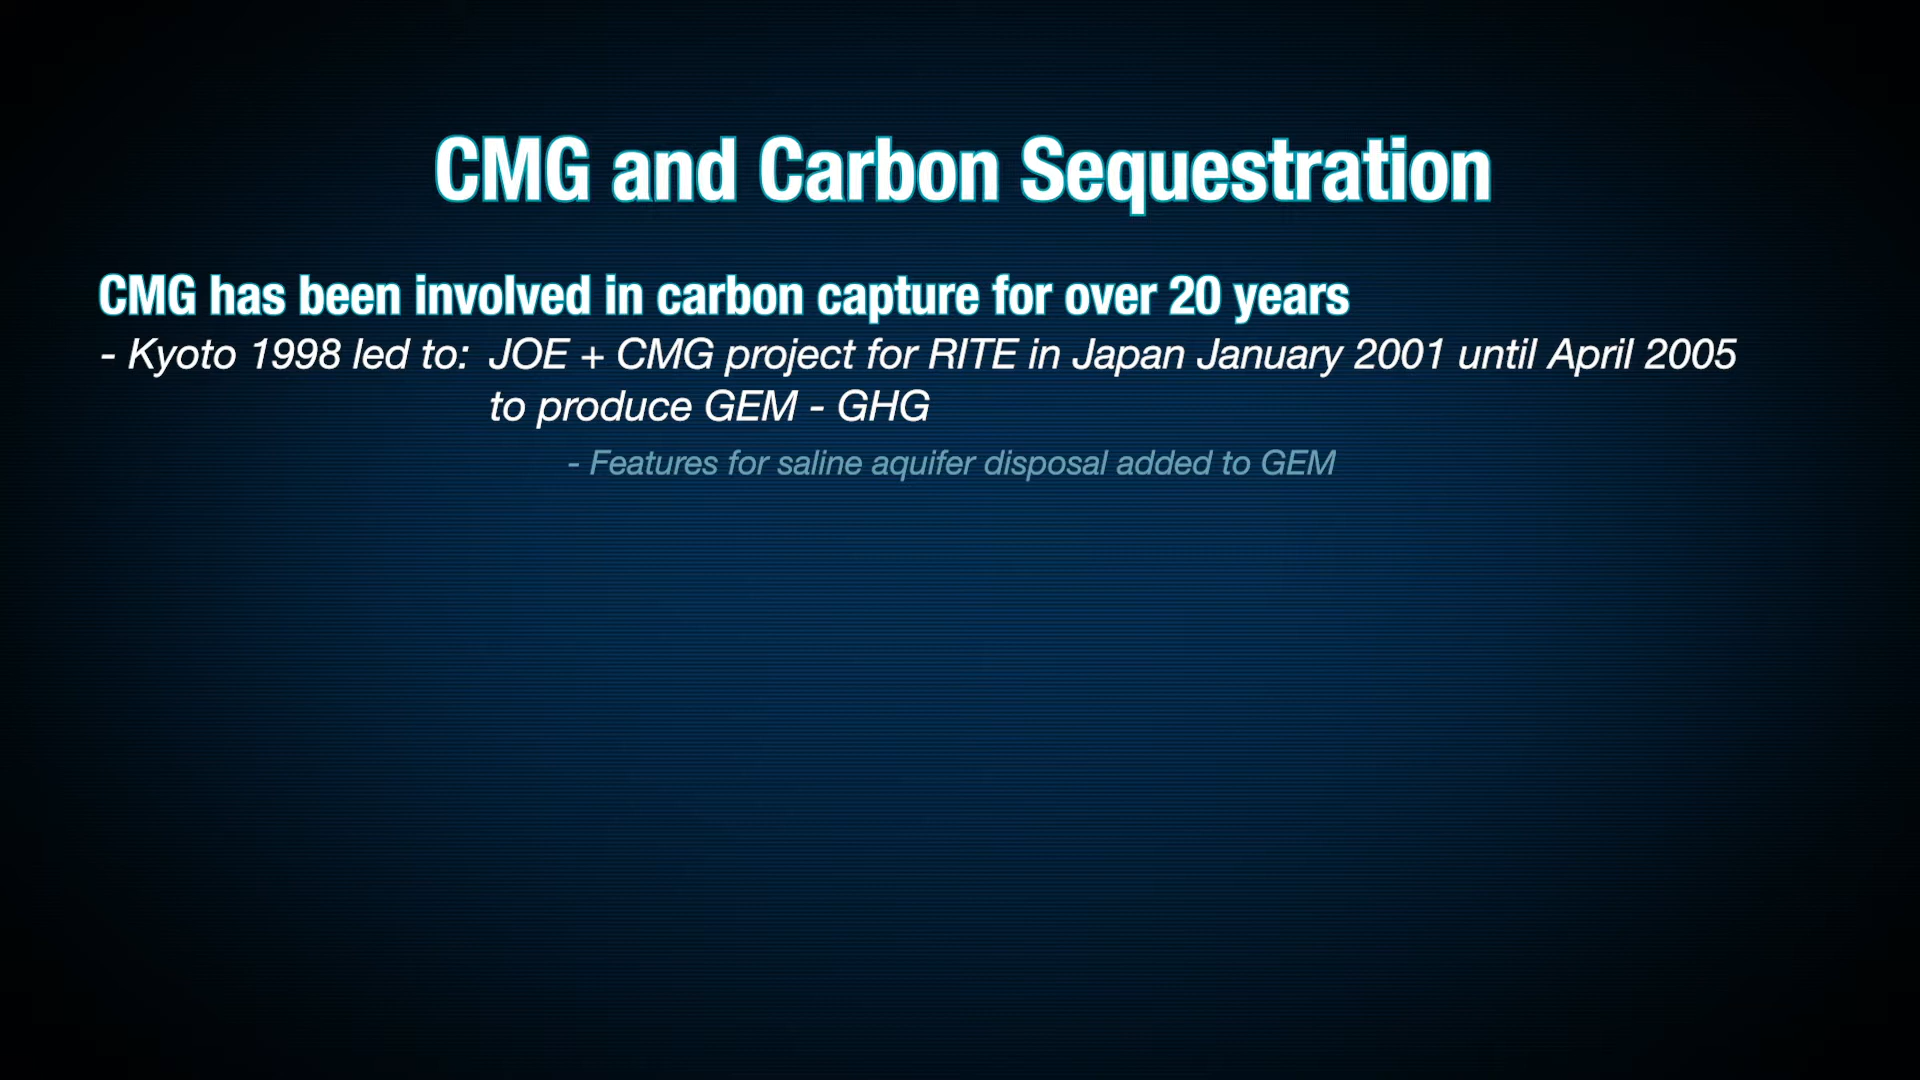 CMG and Carbon Sequestration
CMG has been involved in carbon capture for over 20 years
- Kyoto 1998 led to: JOE + CMG project for RITE in Japan January 2001 until April 2005
to produce GEM - GHG
- Features for saline aquifer disposal added to GEM